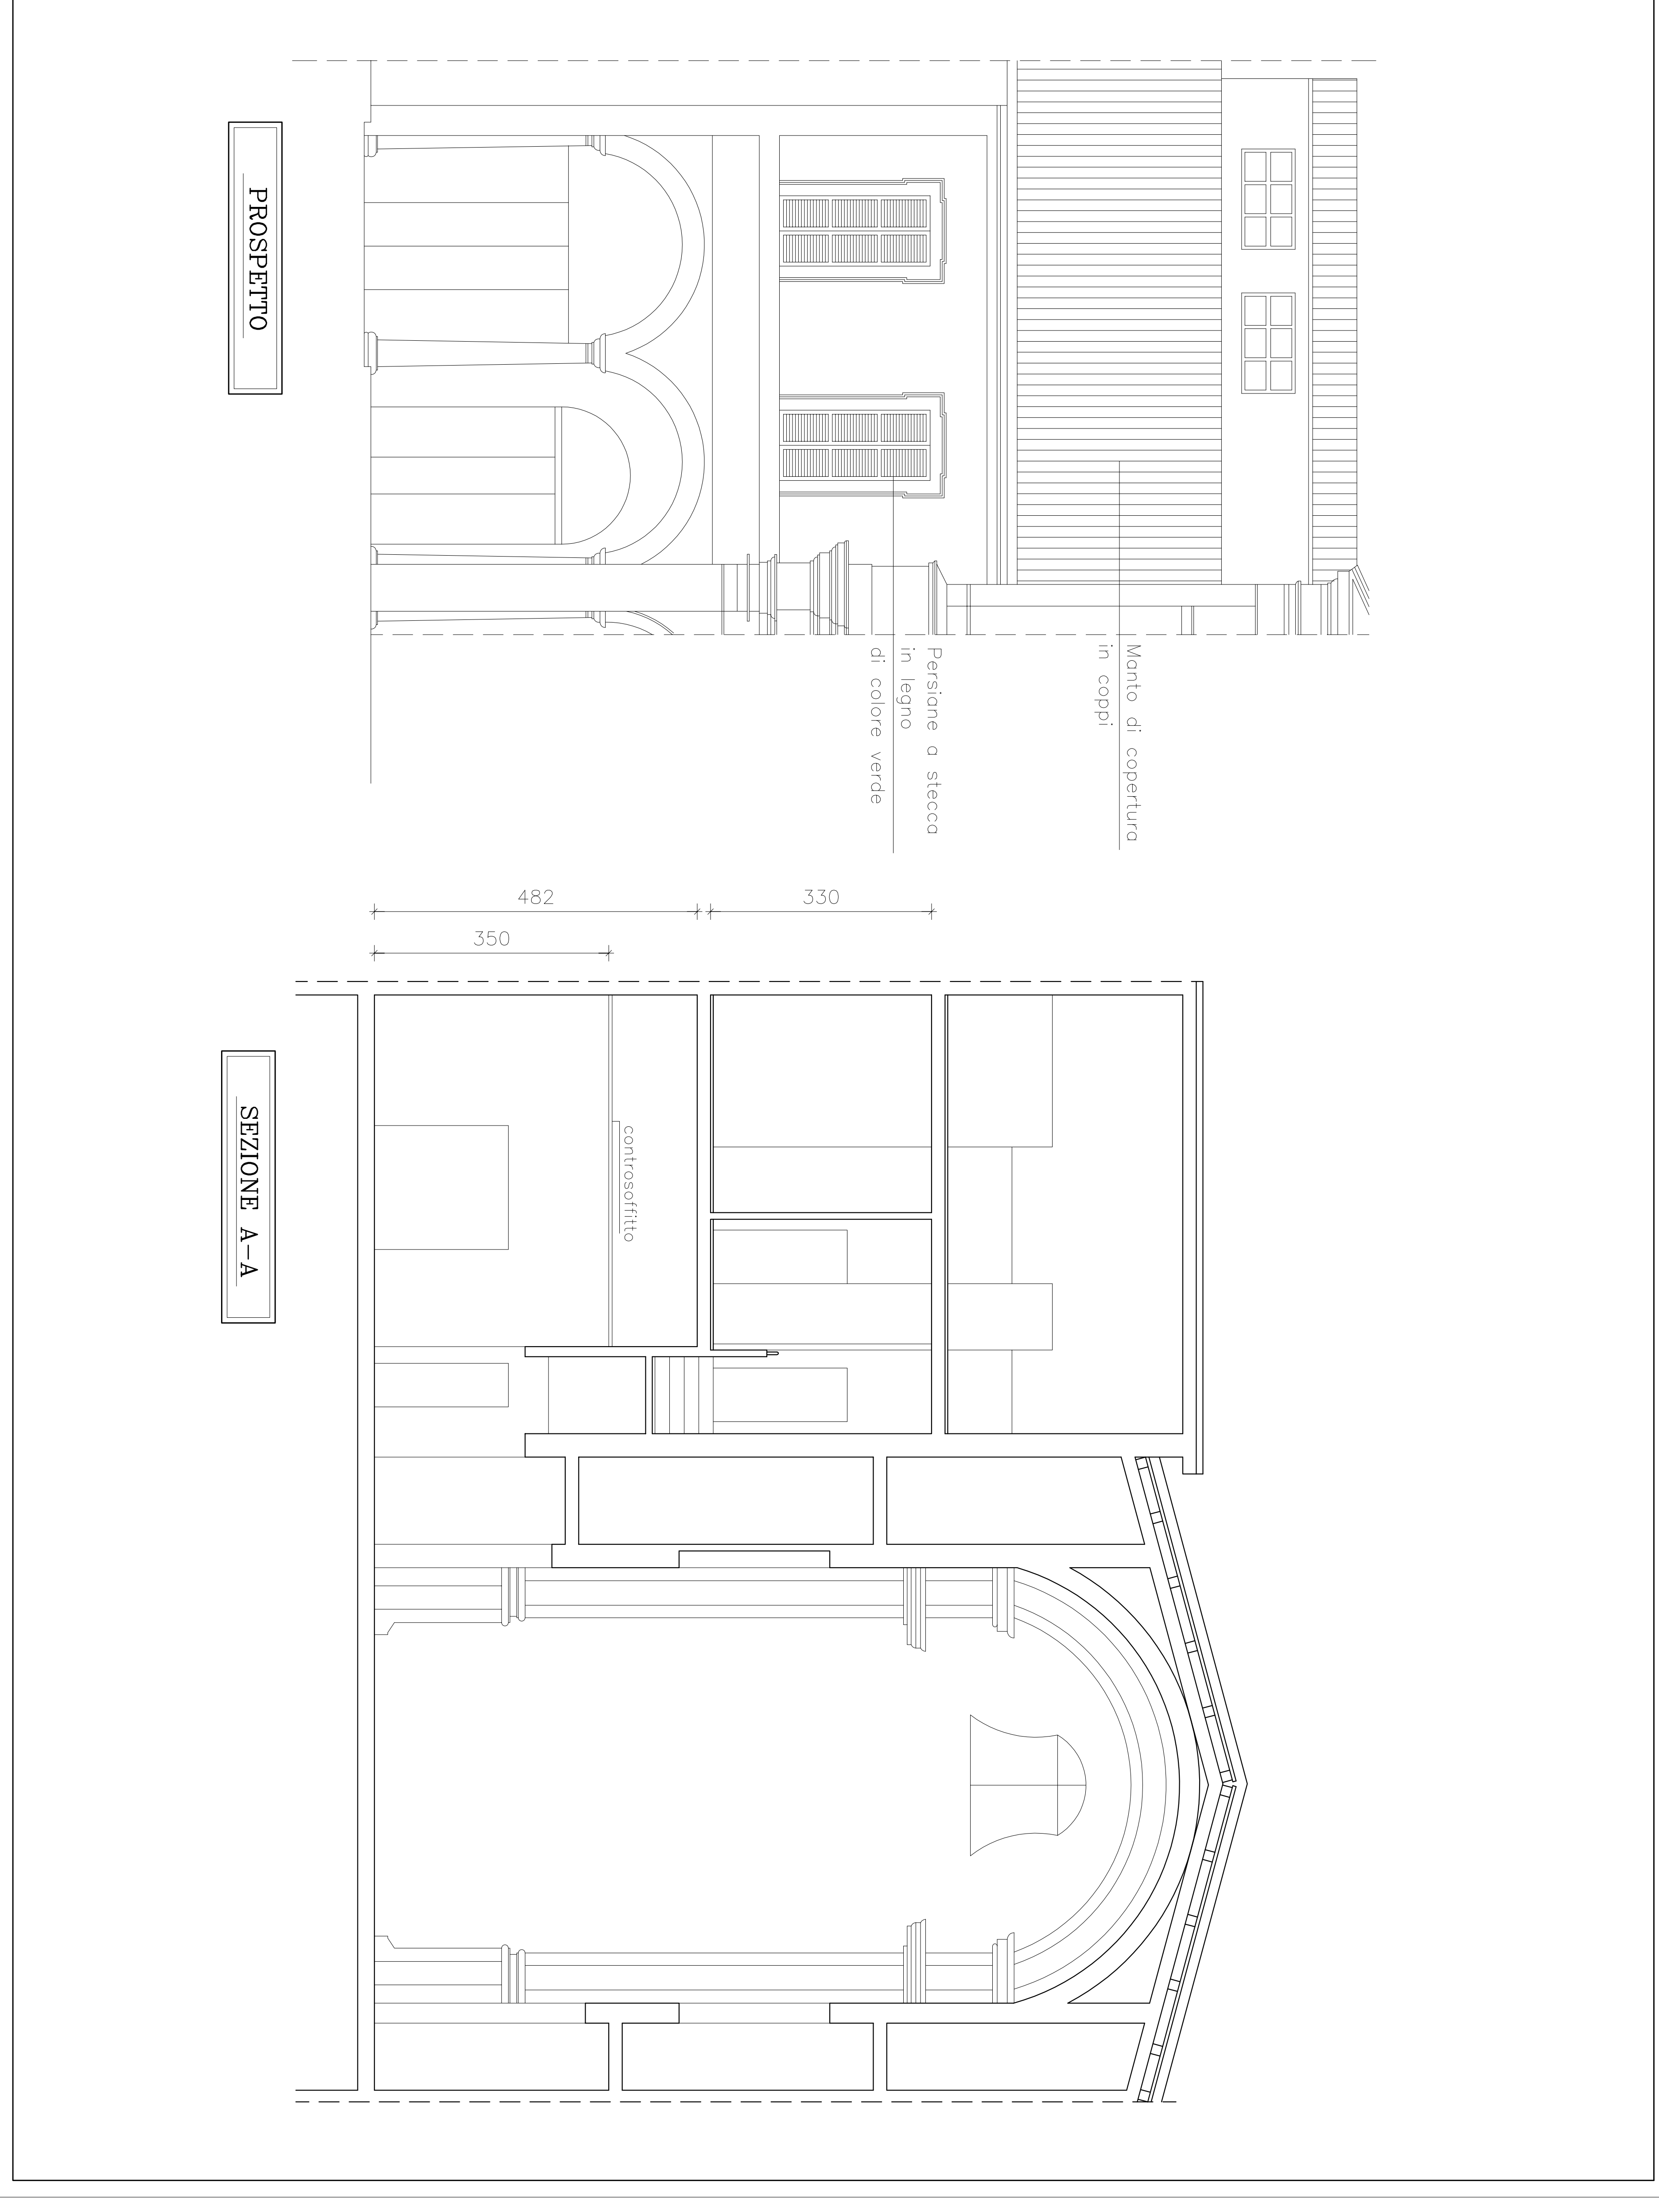 Manto di copertura
in coppi
Persiane a stecca
in legno
di colore verde
PROSPETTO
330
482
350
controsoffitto
SEZIONE A-A